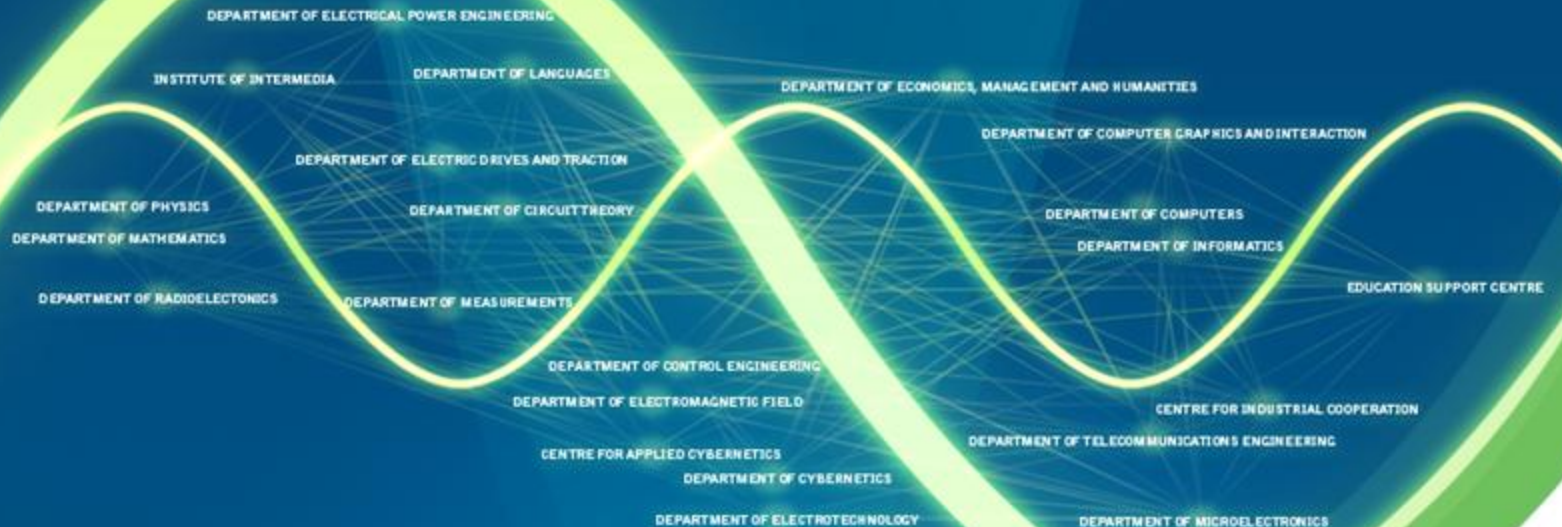 DEPARTMENT OF ELECTRICAL POWER ENGINEERING
INSTITUTE OF INTERMEDIA
DEPARTMENT OF LANGUAGES
DEPARTMENT OF ECONOMICS, MANAGEMENT AND HUMANITIES
DEPARTMENT OF COMPUTER GRAPHICS AND INTERACTION
DEPARTMENT OF ELECTRIC DRIVES AND TRACTION
DEPARTMENT OF PHYSICS
DEPARTMENT OF CIRCUIT THEORY
DEPARTMENT OF COMPUTERS
DEPARTMENT OF MATHEMATICS
DEPARTMENT OF INFORMATICS
EDUCATION SUPPORT CENTRE
DEPARTMENT OF RADIOELECTONICS
DEPARTMENT OF MEASUREMENTS
DEPARTMENT OF CONTROL ENGINEERING
DEPARTMENT OF ELECTROMAGNETIC FIELD
CENTRE FOR INDUSTRIAL COOPERATION
DEPARTMENT OF TELECOMMUNICATIONS ENGINEERING
CENTRE FOR APPLIED CYBERNETICS
DEPARTMENT OF CYBERNETICS
DEPARTMENT OF ELECTROTECHNOLOGY
DEPARTMENT OF MICROELECTRONICS